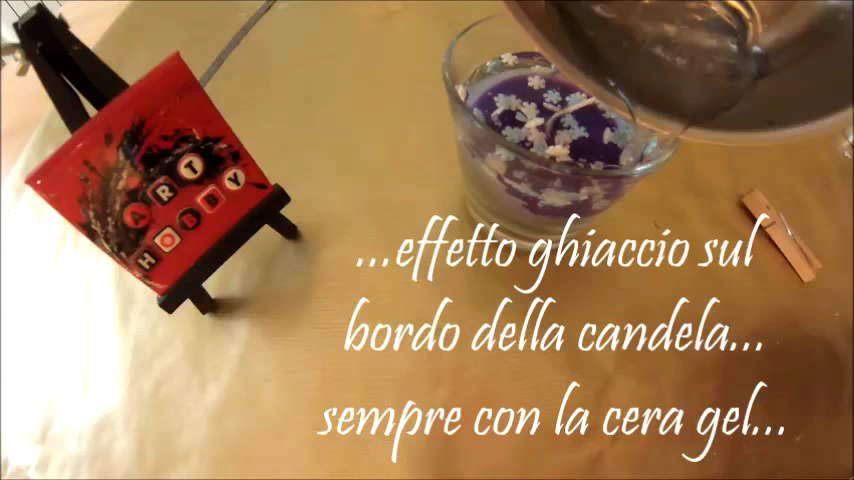 ART
HOBBY
...effetto ghiaccio sul
bordo della candela...
sempre con la cera gel...